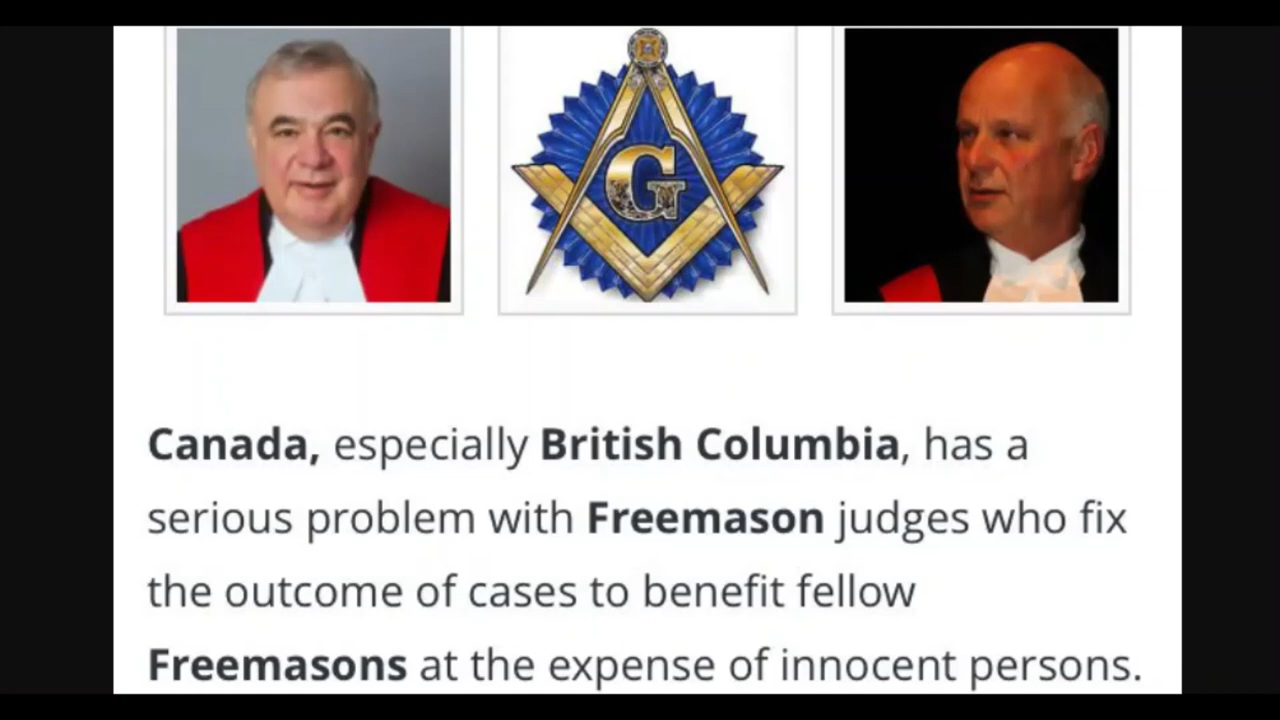 G
Canada, especially British Columbia, has a
serious problem with Freemason judges who fix
the outcome of cases to benefit fellow
Freemasons at the expense of innocent persons.